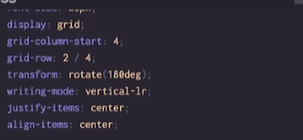 display: grid;
grid-column-start: 4;
grid-row: 2 / 4;
transform: rotate(180deg);
writing-mode: vertical-lr;
justify-items: center;
align-items: center;